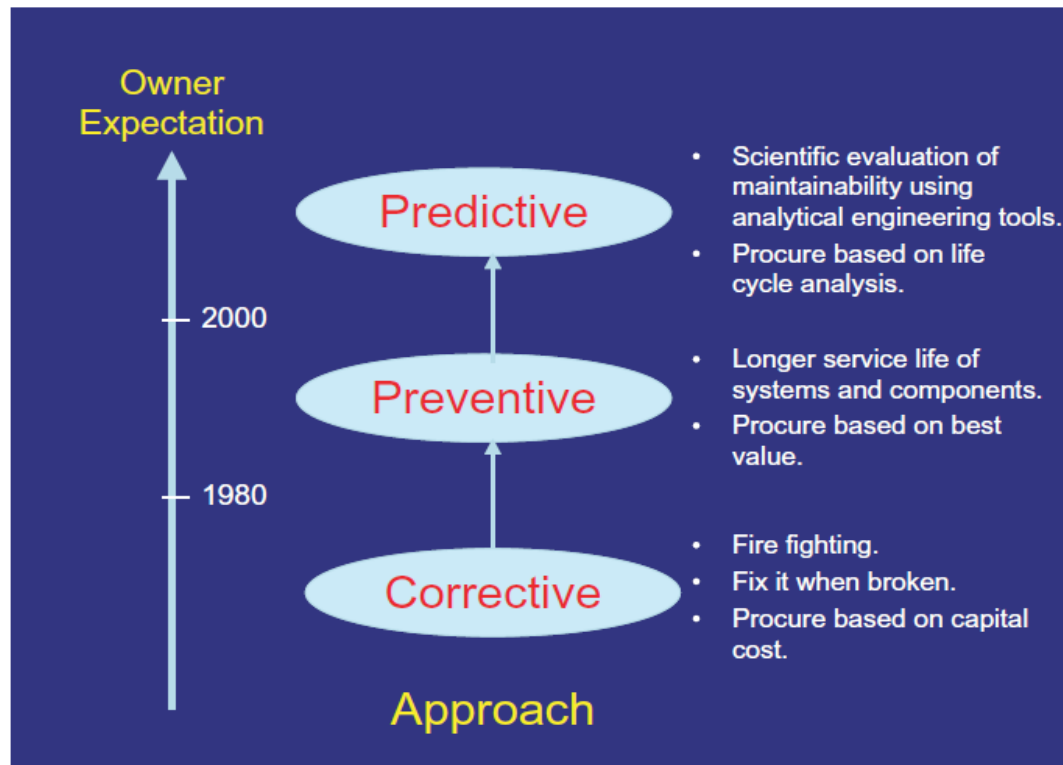 Owner
Expectation
2000
1980
Predictive
Preventive
Corrective
Approach
• Scientific evaluation of
maintainability using
analytical engineering tools.
• Procure based on life
cycle analysis.
• Longer service life of
systems and components.
• Procure based on best
value.
• Fire fighting.
• Fix it when broken.
• Procure based on capital
cost.